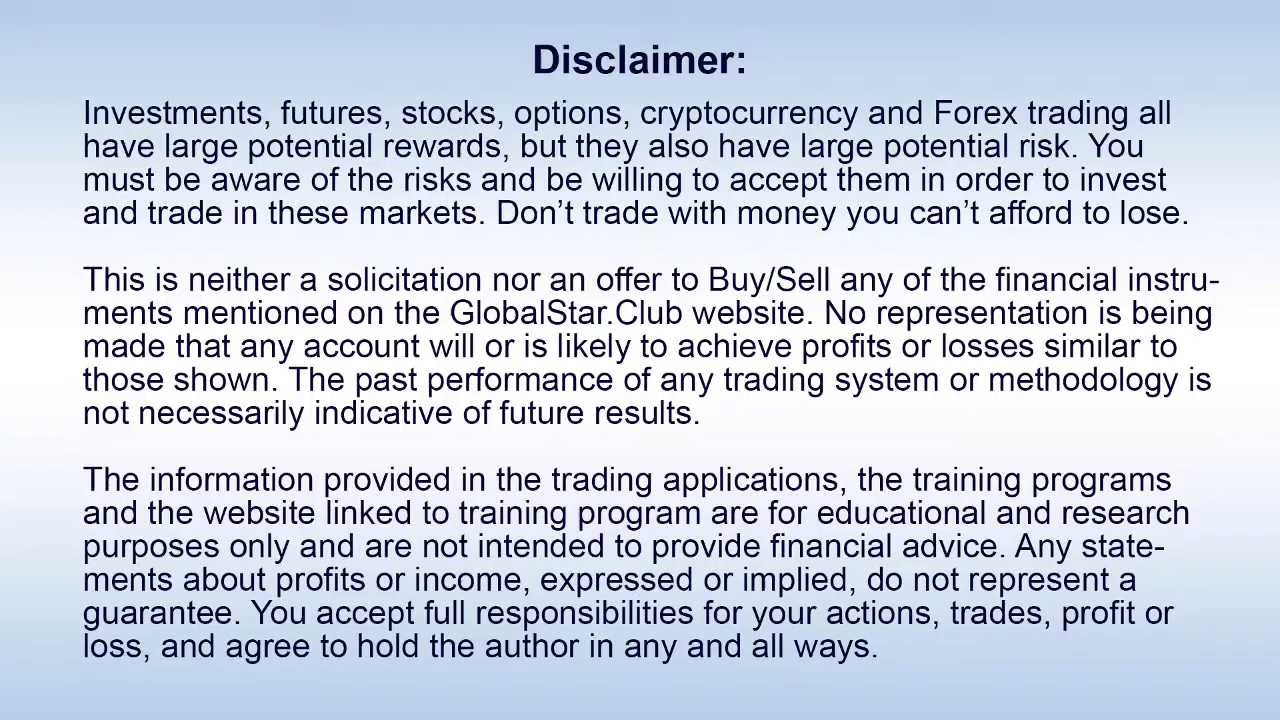 Disclaimer:
Investments, futures, stocks, options, cryptocurrency and Forex trading all
have large potential rewards, but they also have large potential risk. You
must be aware of the risks and be willing to accept them in order to invest
and trade in these markets. Don’t trade with money you can’t afford to lose.
This is neither a solicitation nor an offer to Buy/Sell any of the financial instru-
ments mentioned on the GlobalStar.Club website. No representation is being
made that any account will or is likely to achieve profits or losses similar to
those shown. The past performance of any trading system or methodology is
not necessarily indicative of future results.
The information provided in the trading applications, the training programs
and the website linked to training program are for educational and research
purposes only and are not intended to provide financial advice. Any state-
ments about profits or income, expressed or implied, do not represent a
guarantee. You accept full responsibilities for your actions, trades, profit or
loss, and agree to hold the author in any and all ways.